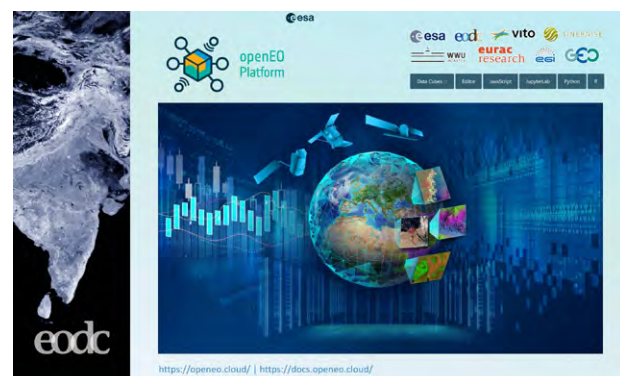 esa
openEO
Platform
esa eodc vito SINERGISE
WWU eurac
research egi GEO
Data Cubes Editor JavaScript JupyterLab Python R
eodc
https://openeo.cloud/ | https://docs.openeo.cloud/